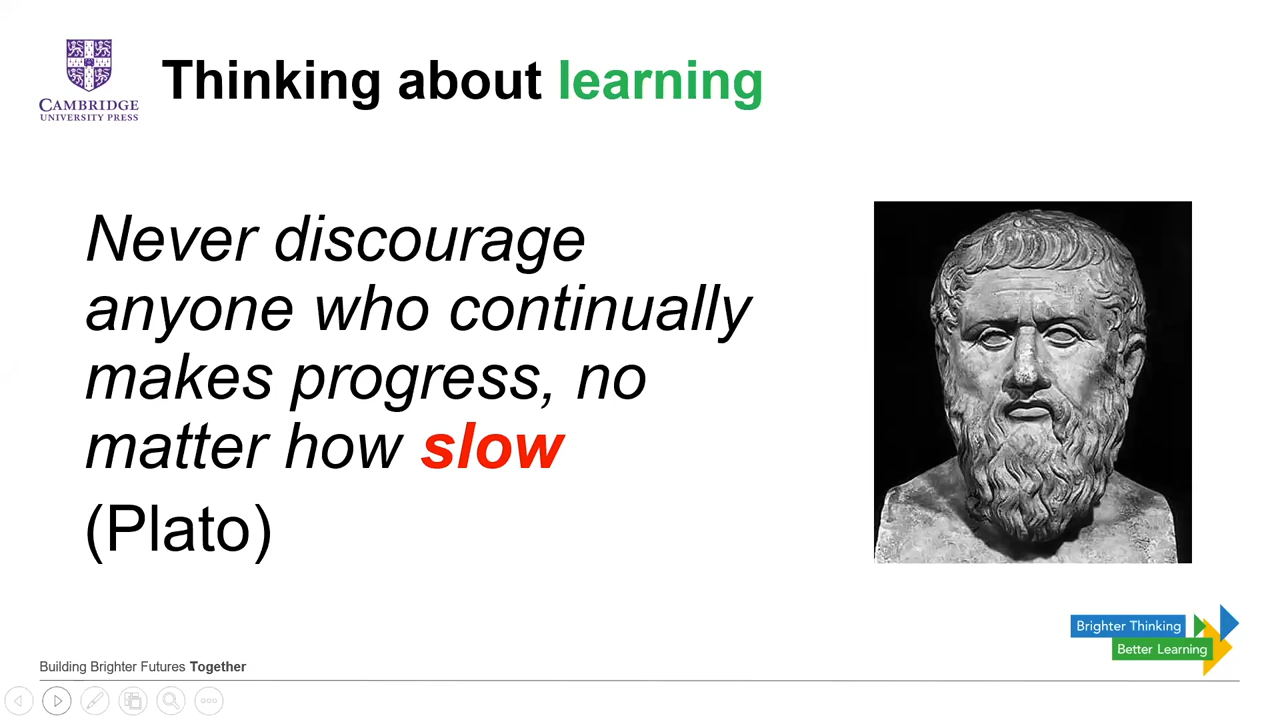 CAMBRIDGE
UNIVERSITY PRESS
Thinking about learning
Never discourage
anyone who continually
makes progress, no
matter how slow
(Plato)
Brighter Thinking
Better Learning
Building Brighter Futures Together